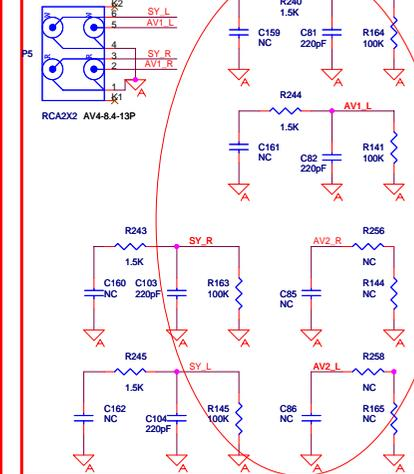 K2
6
SY_L
5
AV1_L
4
P5
3
SY_R
2
AV1_R
1
K1
A
RCA2X2 AV4-8.4-13P
W
R
W
R
R240
1.5K
C159
NC
C81
220pF
R164
100K
A
A
A
R244
AV1_L
1.5K
C161
NC
C82
220pF
R141
100K
A
A
A
R243
SY_R
1.5K
C160
NC
C103
220pF
R163
100K
A
A
A
AV2_R
R256
NC
C85
NC
R144
NC
A
A
R245
SY_L
1.5K
C162
NC
C104
220pF
R145
100K
A
A
A
AV2_L
R258
NC
C86
NC
R165
NC
A
A